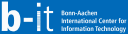 b-it
Bonn-Aachen
International Center for
Information Technology